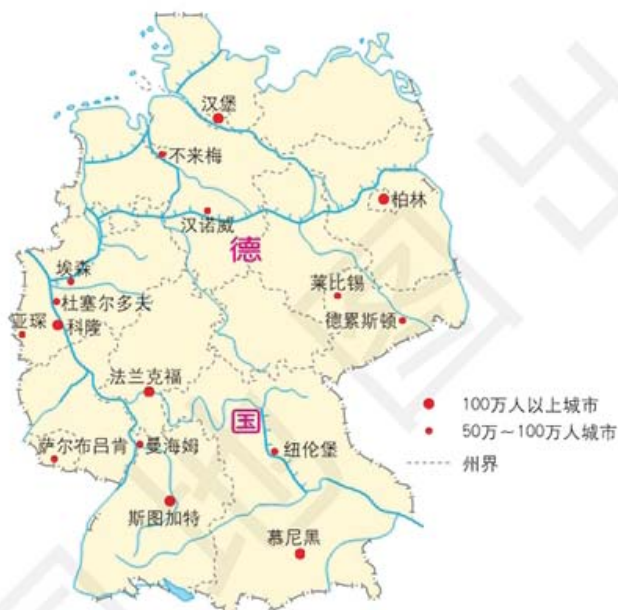 汉堡
不来梅
柏林
汉诺威
德
埃森
莱比锡
杜塞尔多夫
亚琛
科隆
德累斯顿
法兰克福
国
100万人以上城市
50万～100万人城市
萨尔布吕肯
曼海姆
纽伦堡
州界
斯图加特
慕尼黑